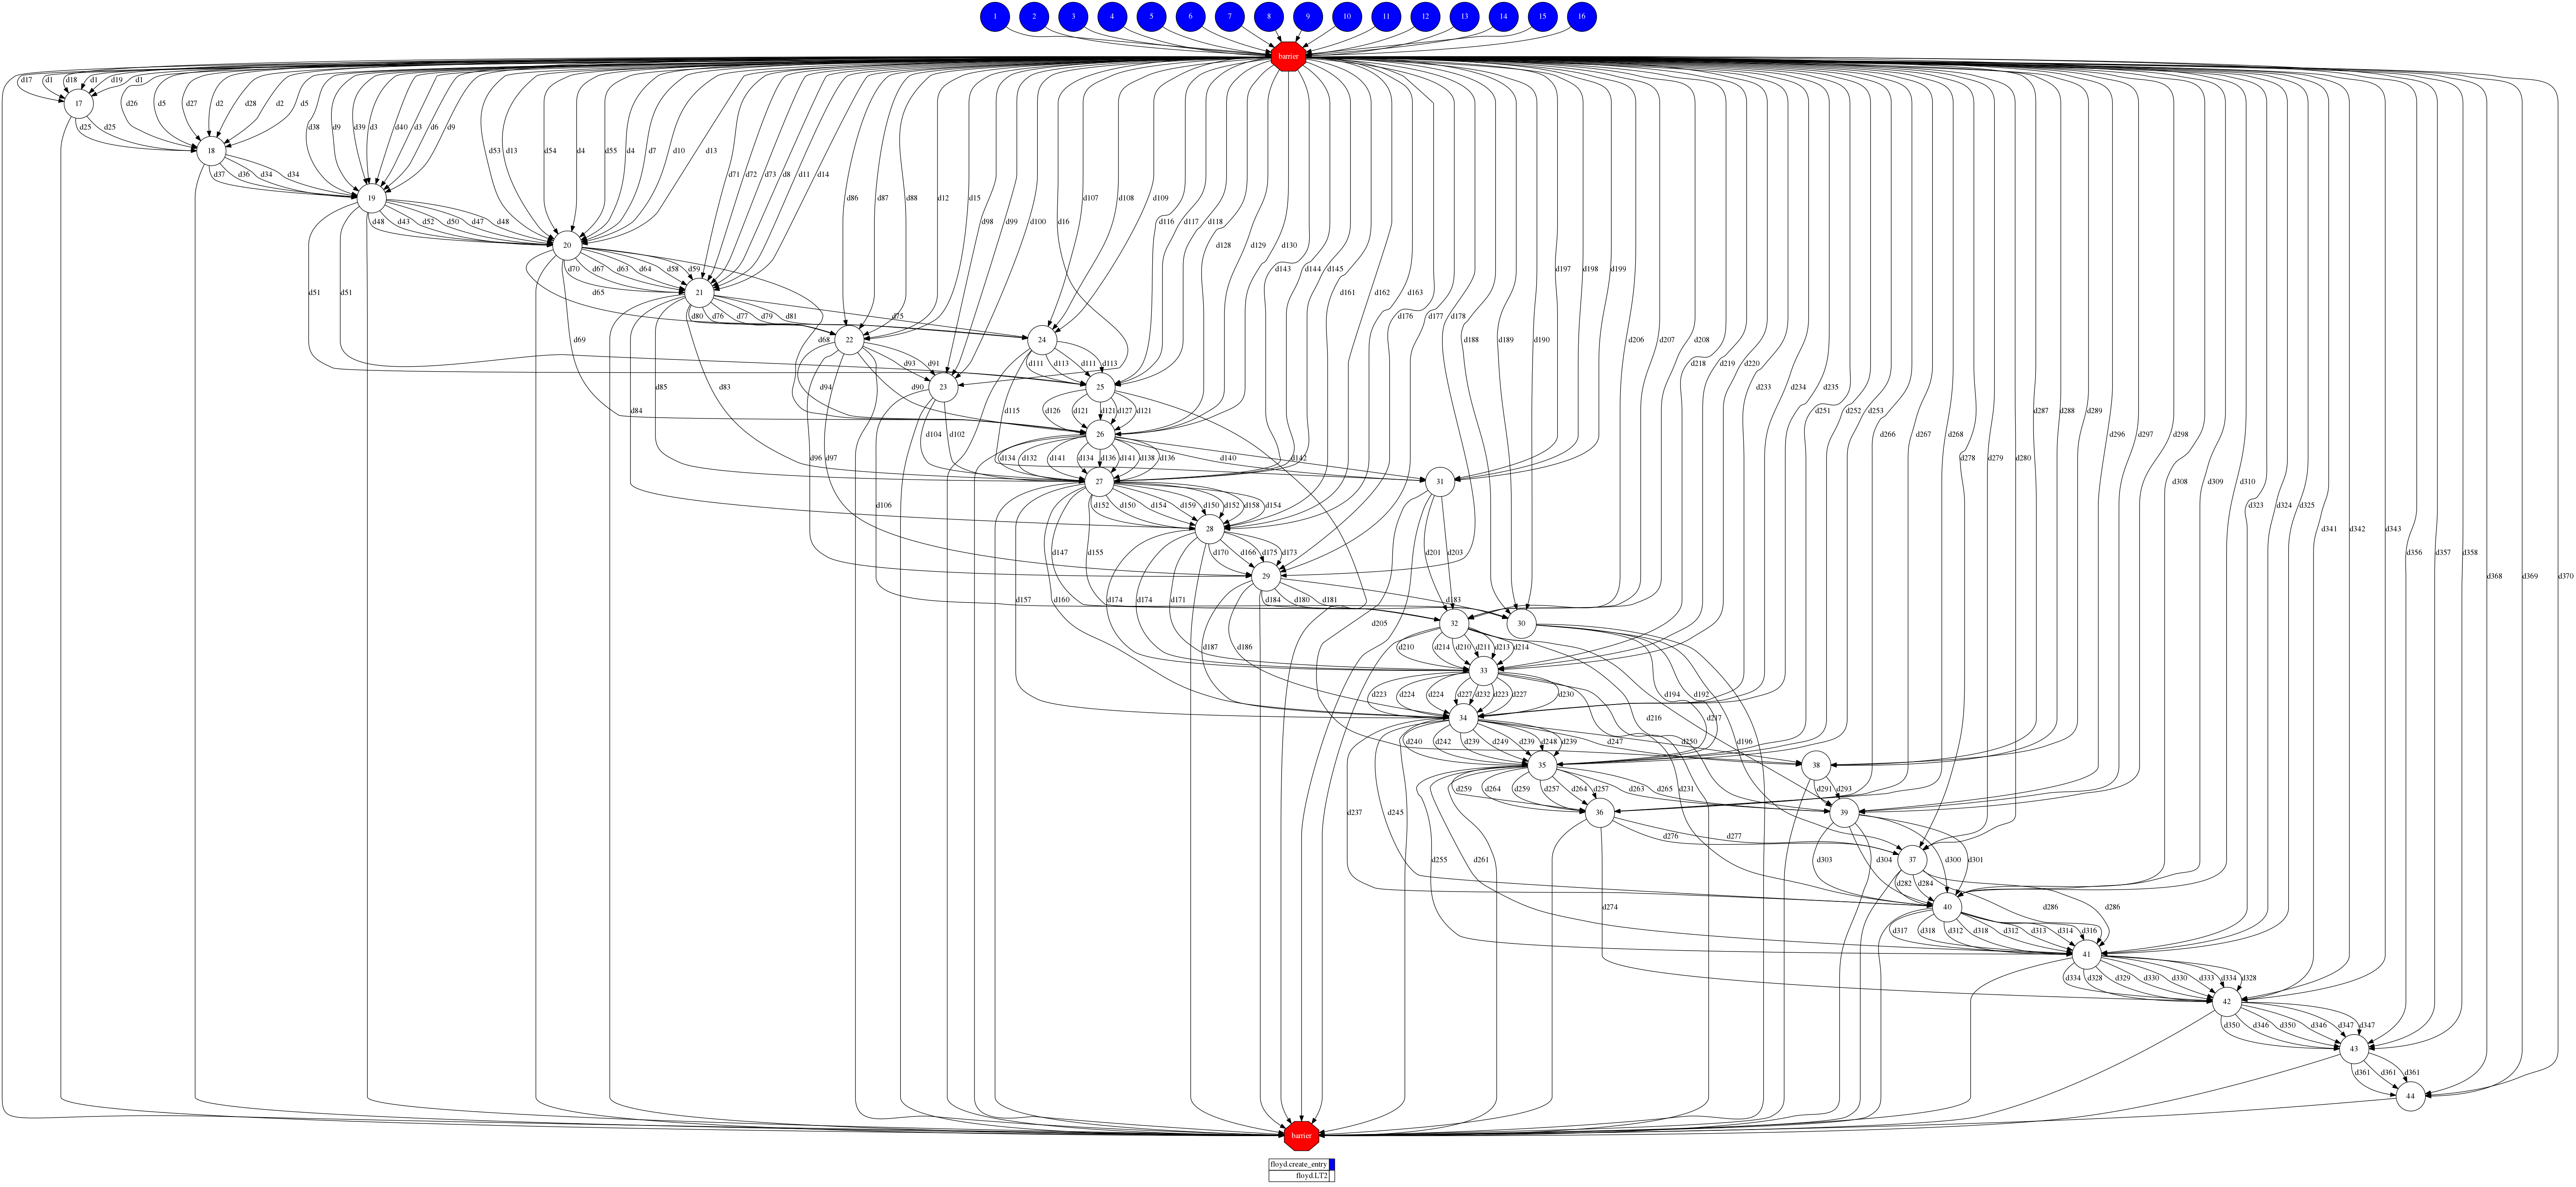 1 2 3 4 5 6 7 8 9 10 11 12 13 14 15 16
barrier
d17 d1 d18 d1 d19 d1
17
d26 d5 d27 d2 d28 d2 d5
d25 d25
18
d38 d9 d39 d3 d40 d3 d6 d9
d37 d36 d34 d34
19
d53 d13 d54 d4 d55 d4 d7 d10 d13
d48 d43 d52 d50 d47 d48
20
d71 d72 d73 d8 d11 d14
d51 d51 d65 d70 d67 d63 d64 d58 d59
21
d86 d87 d88 d12 d15 d107 d108 d109
d69 d68 d80 d76 d77 d79 d81 d75
22 24
d98 d99 d100 d16 d116 d117 d118
d85 d83 d94 d90 d93 d91 d111 d113 d111 d113
23 25
d128 d129 d130
d84 d104 d102 d115 d126 d121 d121 d127 d121
26
d143 d144 d145 d197 d198 d199
d96 d97 d134 d132 d141 d134 d136 d141 d138 d136 d140 d142
27 31
d161 d162 d163
d106 d152 d150 d154 d159 d150 d152 d158 d154
28
d176 d177 d178
d147 d155 d170 d166 d175 d173 d201 d203
29
d188 d189 d190 d206 d207 d208
d157 d160 d174 d174 d171 d184 d180 d181 d183 d205
32 30
d218 d219 d220
d187 d186 d210 d214 d210 d211 d213 d214
33
d233 d234 d235
d223 d224 d224 d227 d232 d223 d227 d230 d194 d192
34
d251 d252 d253 d287 d288 d289
d240 d242 d239 d249 d239 d248 d239 d247 d250 d216 d217 d196
35 38
d266 d267 d268 d296 d297 d298
d237 d245 d259 d264 d259 d257 d264 d257 d263 d265 d231 d291 d293
36 39
d278 d279 d280
d255 d261 d276 d277 d303 d304 d300 d301
37
d308 d309 d310
d274 d282 d284 d286 d286
40
d323 d324 d325
d317 d318 d312 d318 d312 d313 d314 d316
41
d341 d342 d343
d334 d328 d329 d330 d330 d333 d334 d328
42
d356 d357 d358
d350 d346 d350 d346 d347 d347
43
d368 d369 d370
d361 d361 d361
44
barrier
floyd.create_entry
floyd.LT2